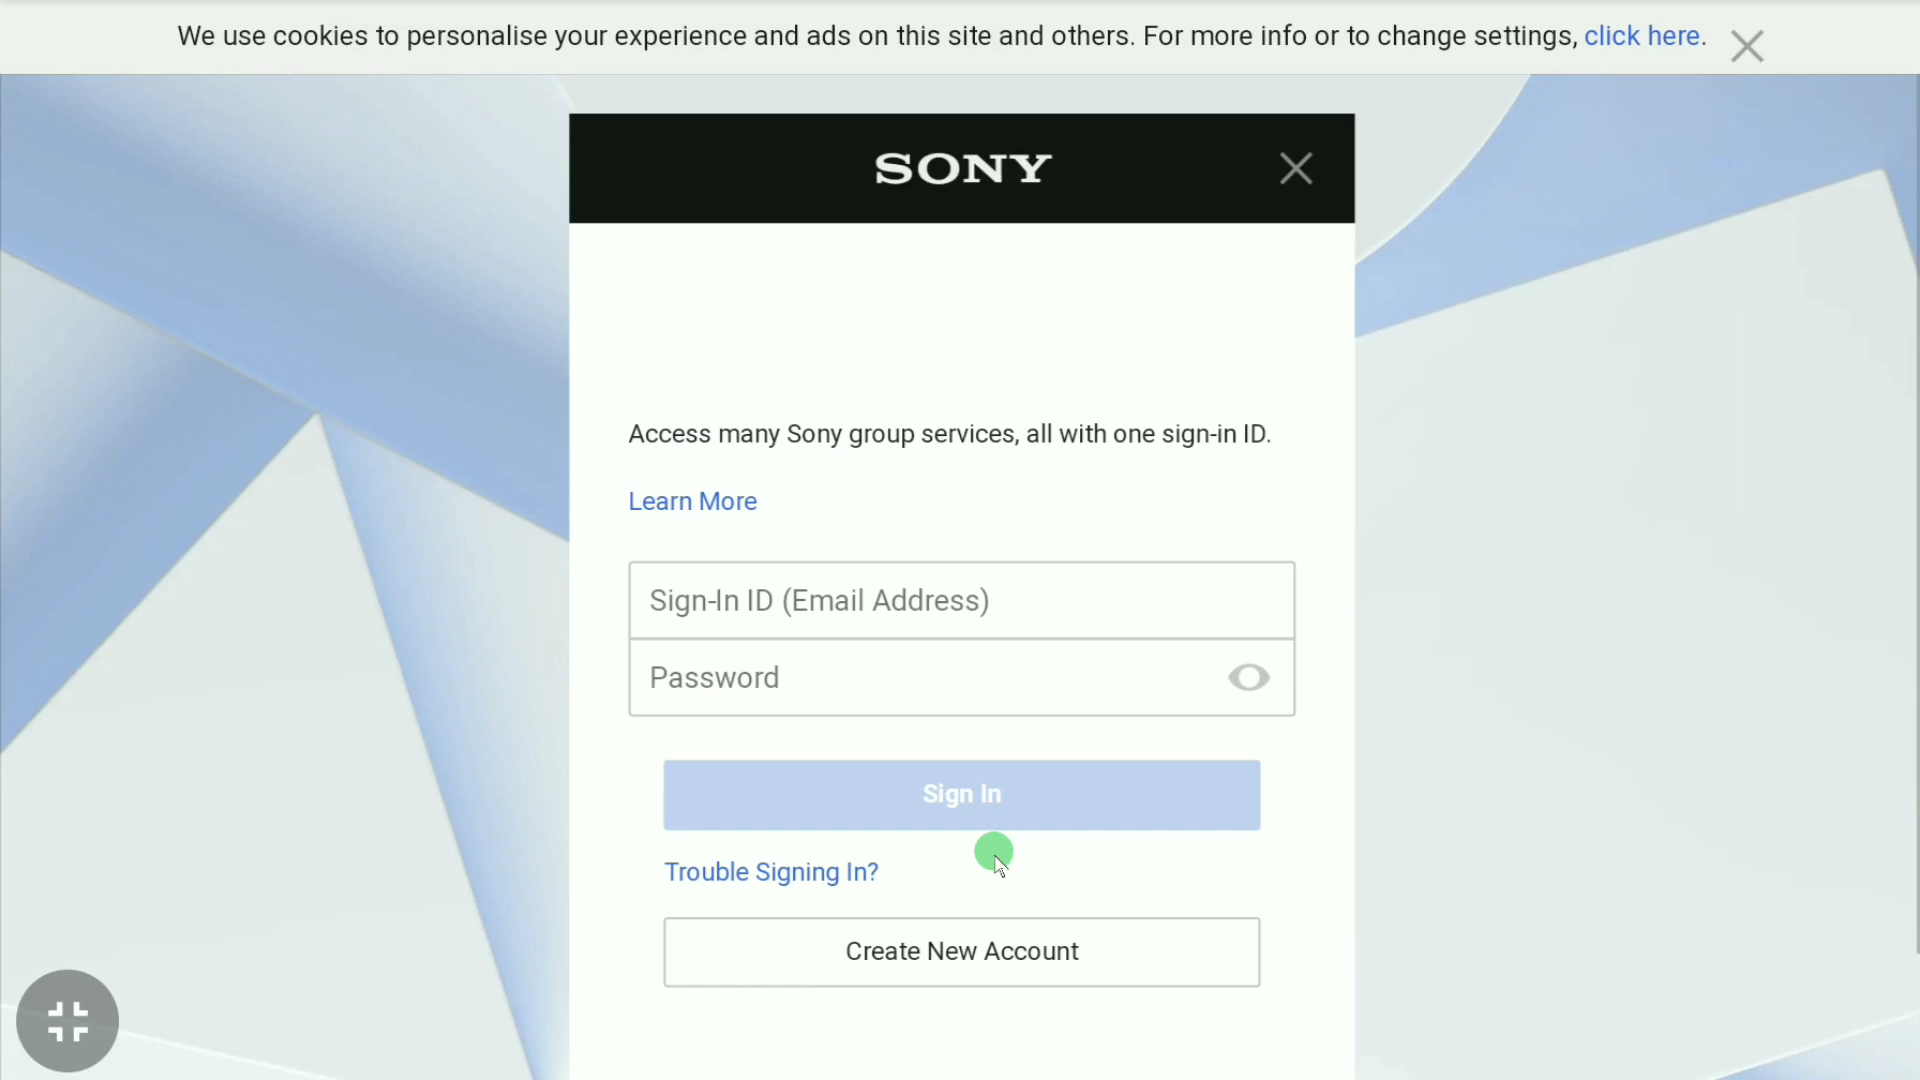 We use cookies to personalise your experience and ads on this site and others. For more info or to change settings, click here.
SONY
Access many Sony group services, all with one sign-in ID.
Learn More
Sign-In ID (Email Address)
Password
Sign In
Trouble Signing In?
Create New Account